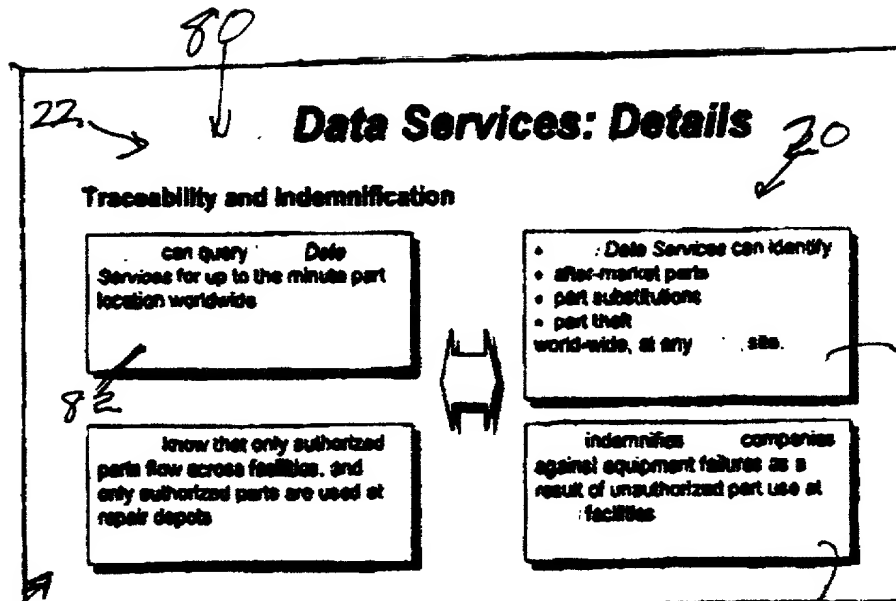 80
22
Data Services: Details
20
Traceability and Indemnification
can query Data
Services for up to the minute part
location worldwide
82
• Data Services can identify
• after-market parts
• part substitutions
• part theft
world-wide, at any site.
know that only authorized
parts flow across facilities, and
only authorized parts are used at
repair depots
indemnifies companies
against equipment failures as a
result of unauthorized part use at
facilities